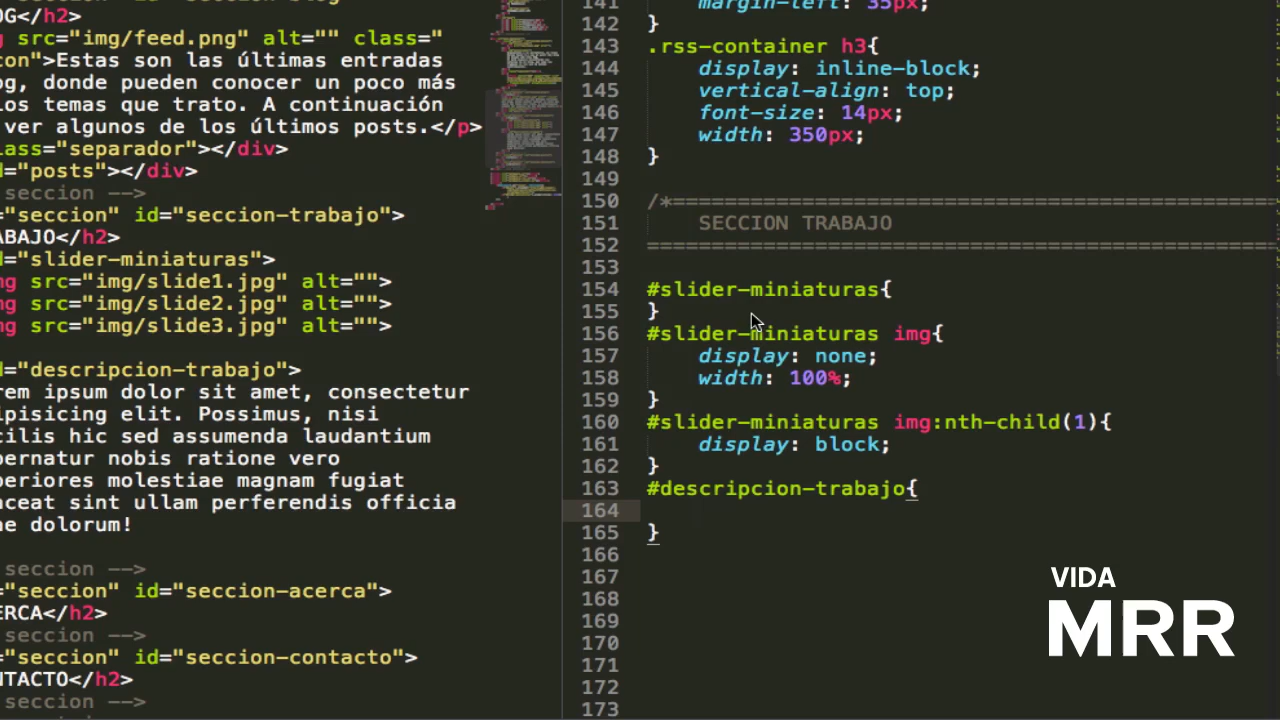 OG</h2>
src="img/feed.png" alt="" class="
con">Estas son las últimas entradas
og, donde pueden conocer un poco más
los temas que trato. A continuación
ver algunos de los últimos posts.</p>
class="separador"></div>
d="posts"></div>
seccion -->
="seccion" id="seccion-trabajo">
ABAJO</h2>
d="slider-miniaturas">
mg src="img/slide1.jpg" alt="">
mg src="img/slide2.jpg" alt="">
mg src="img/slide3.jpg" alt="">
d="descripcion-trabajo">
rem ipsum dolor sit amet, consectetur
ipisicing elit. Possimus, nisi
cilis hic sed assumenda laudantium
pernatur nobis ratione vero
periores molestiae magnam fugiat
aceat sint ullam perferendis officia
ae dolorum!
seccion -->
="seccion" id="seccion-acerca">
ERCA</h2>
seccion -->
="seccion" id="seccion-contacto">
NTACTO</h2>
seccion -->
141 margin-left: 35px;
142 }
143 .rss-container h3{
144 display: inline-block;
145 vertical-align: top;
146 font-size: 14px;
147 width: 350px;
148 }
149
150 /*=================================================
151 SECCION TRABAJO
152 =================================================
153
154 #slider-miniaturas{
155 }
156 #slider-miniaturas img{
157 display: none;
158 width: 100%;
159 }
160 #slider-miniaturas img:nth-child(1){
161 display: block;
162 }
163 #descripcion-trabajo{
164
165 }
166
167
168
169
170
171
172
173
VIDA
MRR